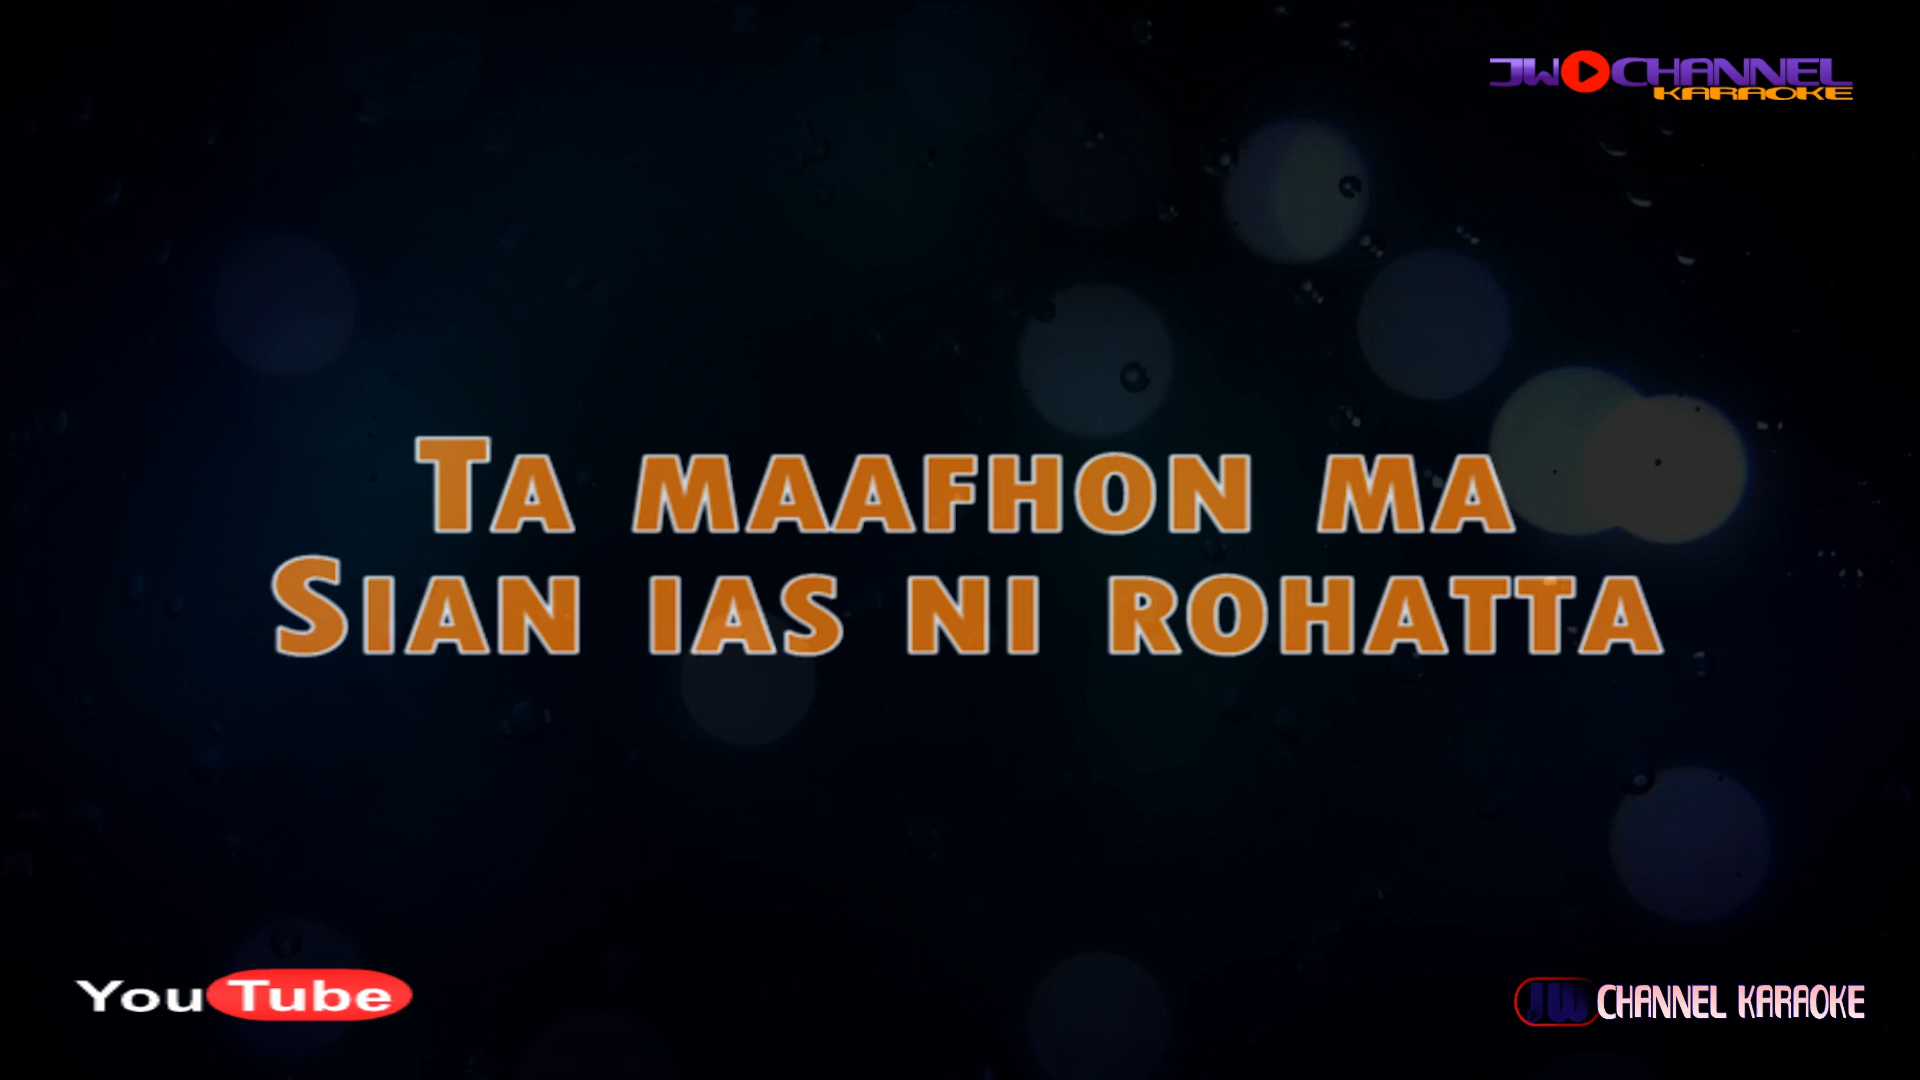 JW CHANNEL
KARAOKE
Ta maafhon ma
Sian ias ni rohatta
YouTube
JW CHANNEL KARAOKE